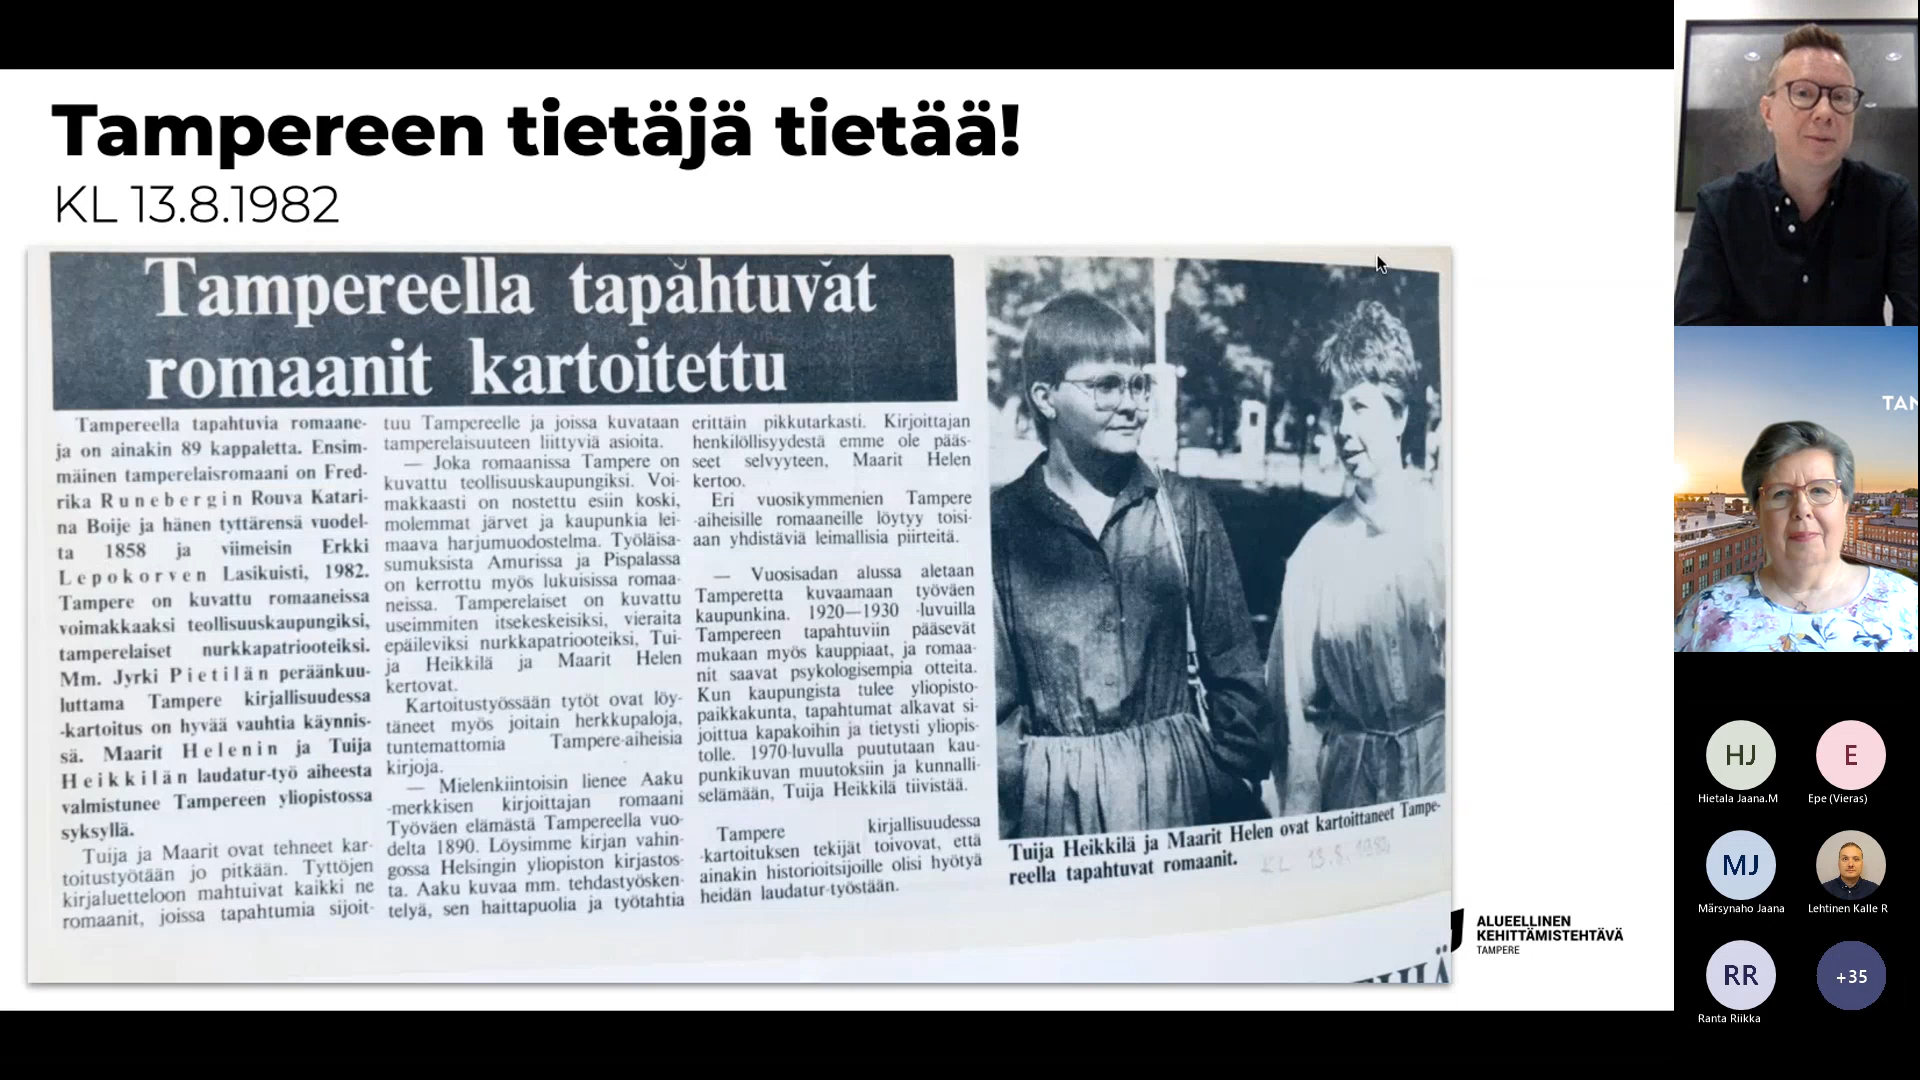 Tampereen tietäjä tietää!
KL 13.8.1982
Tampereella tapahtuvat
romaanit kartoitettu
Tampereella tapahtuvia romaane-
ja on ainakin 89 kappaletta. Ensim-
mäinen tamperelaisromaani on Fred-
rika Runebergin Rouva Katari-
na Boije ja hänen tyttärensä vuodel-
ta 1858 ja viimeisin Erkki
Lepokorven Lasikuisti, 1982.
Tampere on kuvattu romaaneissa
voimakkaaksi teollisuuskaupungiksi,
tamperelaiset nurkkapatriooteiksi.
Mm. Jyrki Pietilän peräänkuu-
luttama Tampere kirjallisuudessa
-kartoitus on hyvää vauhtia käynnis-
sä. Maarit Helenin ja Tuija
Heikkilän laudatur-työ aiheesta
valmistunee Tampereen yliopistossa
syksyllä.
Tuija ja Maarit ovat tehneet kar-
toitustyötään jo pitkään. Tyttöjen
kirjaluetteloon mahtuivat kaikki ne
romaanit, joissa tapahtumia sijoit-
tuu Tampereelle ja joissa kuvataan
tamperelaisuuteen liittyviä asioita.
— Joka romaanissa Tampere on
kuvattu teollisuuskaupungiksi. Voi-
makkaasti on nostettu esiin koski,
molemmat järvet ja kaupunkia lei-
maava harjumuodostelma. Työläisa-
sumuksista Amurissa ja Pispalassa
on kerrottu myös lukuisissa romaa-
neissa. Tamperelaiset on kuvattu
useimmiten itsekeskeisiksi, vieraita
epäileviksi nurkkapatriooteiksi, Tui-
ja Heikkilä ja Maarit Helen
kertovat.
Kartoitustyössään tytöt ovat löy-
täneet myös joitain herkkupaloja,
tuntemattomia Tampere-aiheisia
kirjoja.
— Mielenkiintoisin lienee Aaku
-merkkisen kirjoittajan romaani
Työväen elämästä Tampereella vuo-
delta 1890. Löysimme kirjan vahin-
gossa Helsingin yliopiston kirjastos-
ta. Aaku kuvaa mm. tehdastyösken-
telyä, sen haittapuolia ja työtahtia
erittäin pikkutarkasti. Kirjoittajan
henkilöllisyydestä emme ole pääs-
seet selvyyteen, Maarit Helen
kertoo.
Eri vuosikymmenien Tampere
-aiheisille romaaneille löytyy toisi-
aan yhdistäviä leimallisia piirteitä.
— Vuosisadan alussa aletaan
Tamperetta kuvaamaan työväen
kaupunkina. 1920—1930 -luvuilla
Tampereen tapahtuviin pääsevät
mukaan myös kauppiaat, ja romaa-
nit saavat psykologisempia otteita.
Kun kaupungista tulee yliopisto-
paikkakunta, tapahtumat alkavat si-
joittua kapakoihin ja tietysti yliopis-
tolle. 1970-luvulla puututaan kau-
punkikuvan muutoksiin ja kunnalli-
selämään, Tuija Heikkilä tiivistää.
Tampere kirjallisuudessa
-kartoituksen tekijät toivovat, että
ainakin historioitsijoille olisi hyötyä
heidän laudatur-työstään.
Tuija Heikkilä ja Maarit Helen ovat kartoittaneet Tampe-
reella tapahtuvat romaanit.
KL 13.8.1982
ALUEELLINEN
KEHITTÄMISTEHTÄVÄ
TAMPERE
TAM
HJ
Hietala Jaana.M
E
Epe (Vieras)
MJ
Märsynaho Jaana
Lehtinen Kalle R
RR
Ranta Riikka
+35